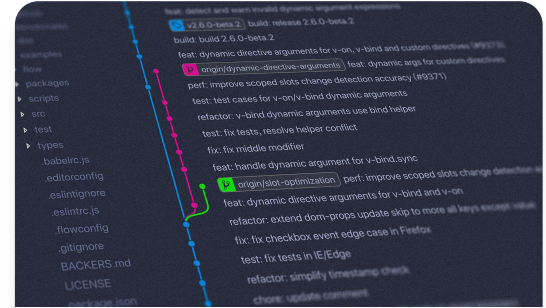 feat: detect and warn invalid dynamic argument expressions
v2.6.0-beta.2 build: release 2.6.0-beta.2
build: build 2.6.0-beta.2
feat: dynamic directive arguments for v-on, v-bind and custom directives (#9373)
origin/dynamic-directive-arguments feat: dynamic args for custom directives
perf: improve scoped slots change detection accuracy (#9371)
test: test cases for v-on/v-bind dynamic arguments
refactor: v-bind dynamic arguments use bind helper
test: fix tests, resolve helper conflict
fix: fix middle modifier
feat: handle dynamic argument for v-bind.sync
origin/slot-optimization perf: improve scoped slots change detection
feat: dynamic directive arguments for v-bind and v-on
refactor: extend dom-props update skip to more all keys except value
fix: fix checkbox event edge case in Firefox
test: fix tests in IE/Edge
refactor: simplify timestamp check
chore: update comment
dist
examples
flow
packages
scripts
src
test
types
.babelrc.js
.editorconfig
.eslintignore
.eslintrc.js
.flowconfig
.gitignore
BACKERS.md
LICENSE
package.json